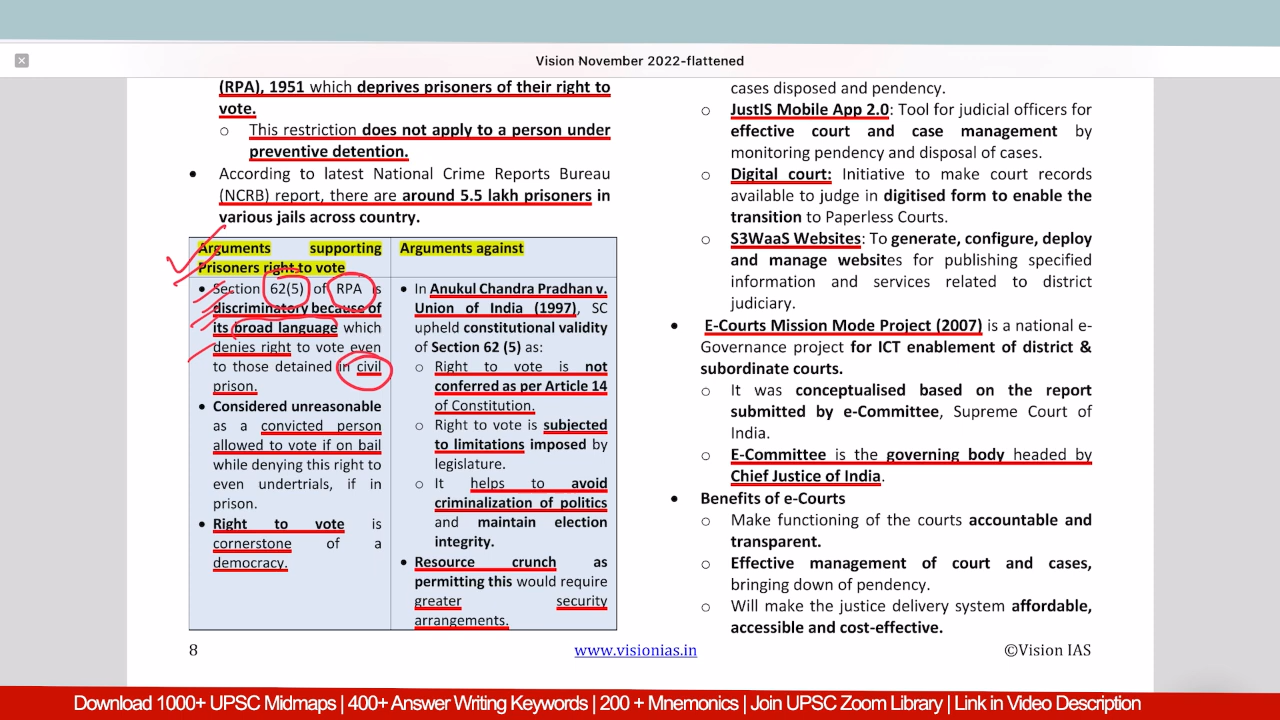 Vision November 2022-flattened
(RPA), 1951 which deprives prisoners of their right to
vote.
o This restriction does not apply to a person under
preventive detention.
• According to latest National Crime Reports Bureau
(NCRB) report, there are around 5.5 lakh prisoners in
various jails across country.
Arguments supporting
Prisoners right to vote
• Section 62(5) of RPA is
discriminatory because of
its broad language which
denies right to vote even
to those detained in civil
prison.
• Considered unreasonable
as a convicted person
allowed to vote if on bail
while denying this right to
even undertrials, if in
prison.
• Right to vote is
cornerstone of a
democracy.
Arguments against
• In Anukul Chandra Pradhan v.
Union of India (1997), SC
upheld constitutional validity
of Section 62 (5) as:
o Right to vote is not
conferred as per Article 14
of Constitution.
o Right to vote is subjected
to limitations imposed by
legislature.
o It helps to avoid
criminalization of politics
and maintain election
integrity.
• Resource crunch as
permitting this would require
greater security
arrangements.
cases disposed and pendency.
o JustIS Mobile App 2.0: Tool for judicial officers for
effective court and case management by
monitoring pendency and disposal of cases.
o Digital court: Initiative to make court records
available to judge in digitised form to enable the
transition to Paperless Courts.
o S3WaaS Websites: To generate, configure, deploy
and manage websites for publishing specified
information and services related to district
judiciary.
• E-Courts Mission Mode Project (2007) is a national e-
Governance project for ICT enablement of district &
subordinate courts.
o It was conceptualised based on the report
submitted by e-Committee, Supreme Court of
India.
o E-Committee is the governing body headed by
Chief Justice of India.
• Benefits of e-Courts
o Make functioning of the courts accountable and
transparent.
o Effective management of court and cases,
bringing down of pendency.
o Will make the justice delivery system affordable,
accessible and cost-effective.
8
www.visionias.in
©Vision IAS
Download 1000+ UPSC Midmaps | 400+ Answer Writing Keywords | 200 + Mnemonics | Join UPSC Zoom Library | Link in Video Description